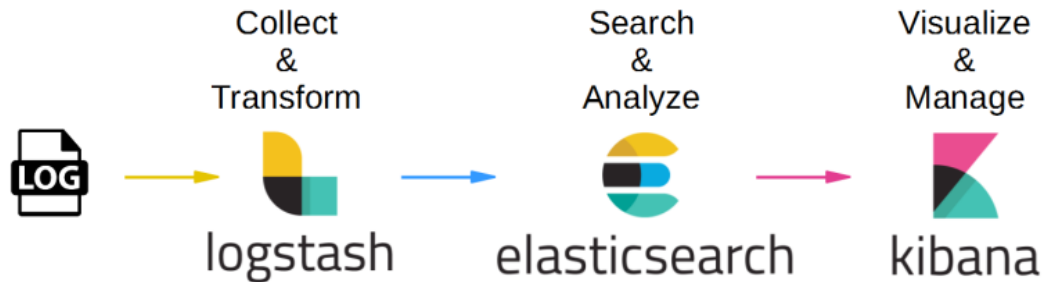 Collect
&
Transform
Search
&
Analyze
Visualize
&
Manage
LOG
logstash
elasticsearch
kibana